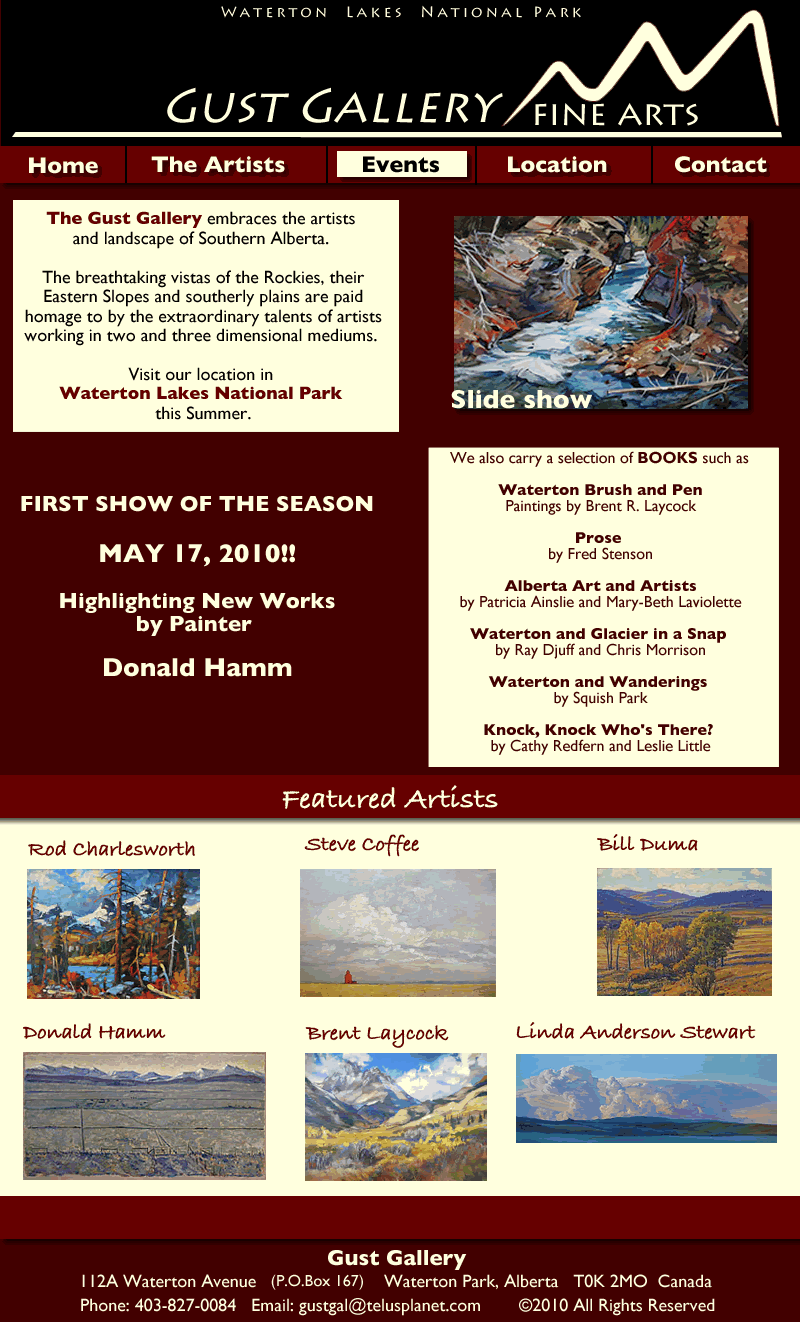 WATERTON LAKES NATIONAL PARK
GUST GALLERY FINE ARTS
Home The Artists Events Location Contact
The Gust Gallery embraces the artists
and landscape of Southern Alberta.
The breathtaking vistas of the Rockies, their
Eastern Slopes and southerly plains are paid
homage to by the extraordinary talents of artists
working in two and three dimensional mediums.
Visit our location in
Waterton Lakes National Park
this Summer.
Slide show
FIRST SHOW OF THE SEASON
MAY 17, 2010!!
Highlighting New Works
by Painter
Donald Hamm
We also carry a selection of BOOKS such as
Waterton Brush and Pen
Paintings by Brent R. Laycock
Prose
by Fred Stenson
Alberta Art and Artists
by Patricia Ainslie and Mary-Beth Laviolette
Waterton and Glacier in a Snap
by Ray Djuff and Chris Morrison
Waterton and Wanderings
by Squish Park
Knock, Knock Who's There?
by Cathy Redfern and Leslie Little
Featured Artists
Rod Charlesworth
Steve Coffee
Bill Duma
Donald Hamm
Brent Laycock
Linda Anderson Stewart
Gust Gallery
112A Waterton Avenue (P.O.Box 167) Waterton Park, Alberta T0K 2MO Canada
Phone: 403-827-0084 Email: gustgal@telusplanet.com ©2010 All Rights Reserved